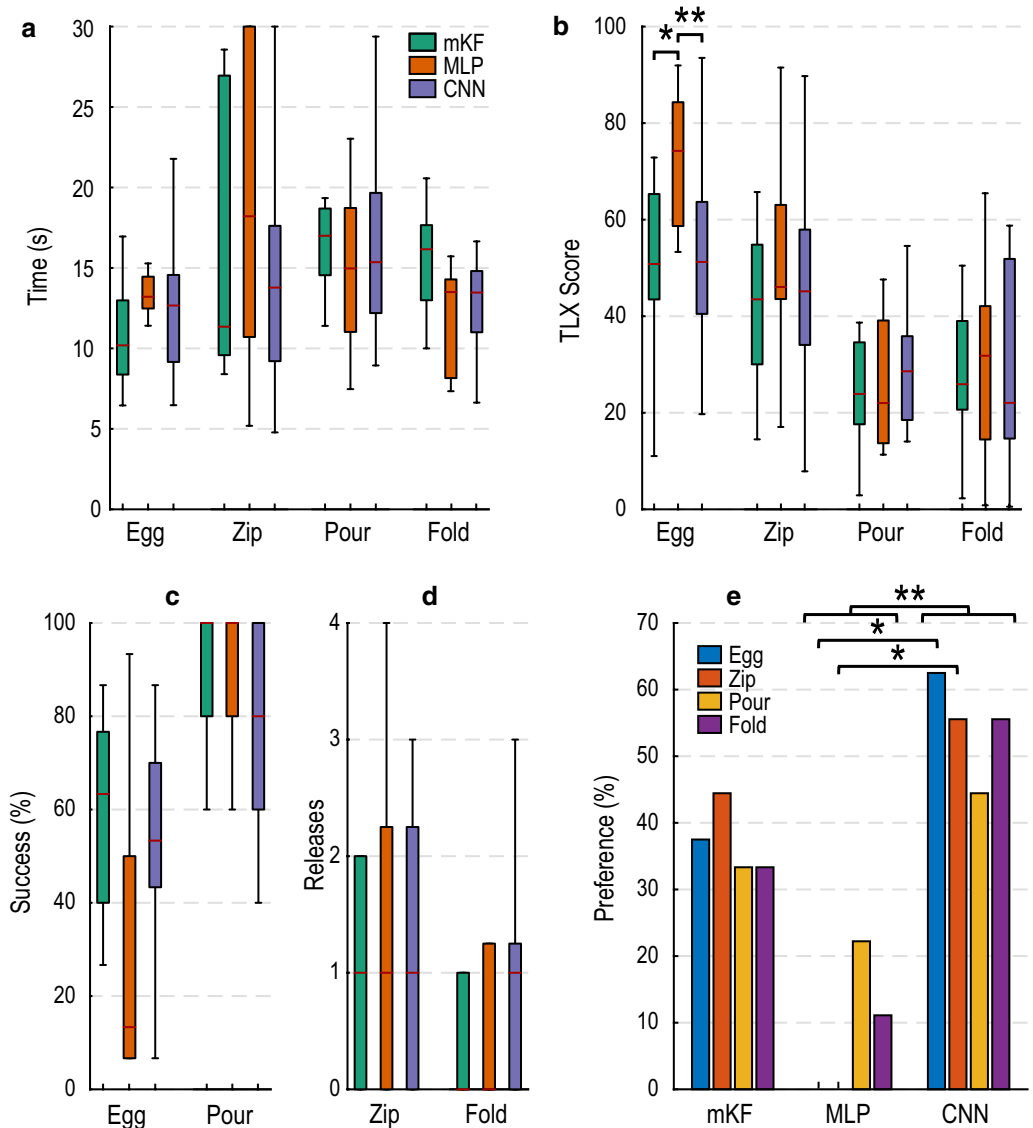 a
30
25
20
15
10
5
0
Time (s)
mKF
MLP
CNN
Egg Zip Pour Fold
b
100
80
60
40
20
0
TLX Score
* **
Egg Zip Pour Fold
c
100
80
60
40
20
0
Success (%)
Egg Pour
d
4
3
2
1
0
Releases
Zip Fold
e
70
60
50
40
30
20
10
0
Preference (%)
Egg
Zip
Pour
Fold
**
*
*
mKF MLP CNN